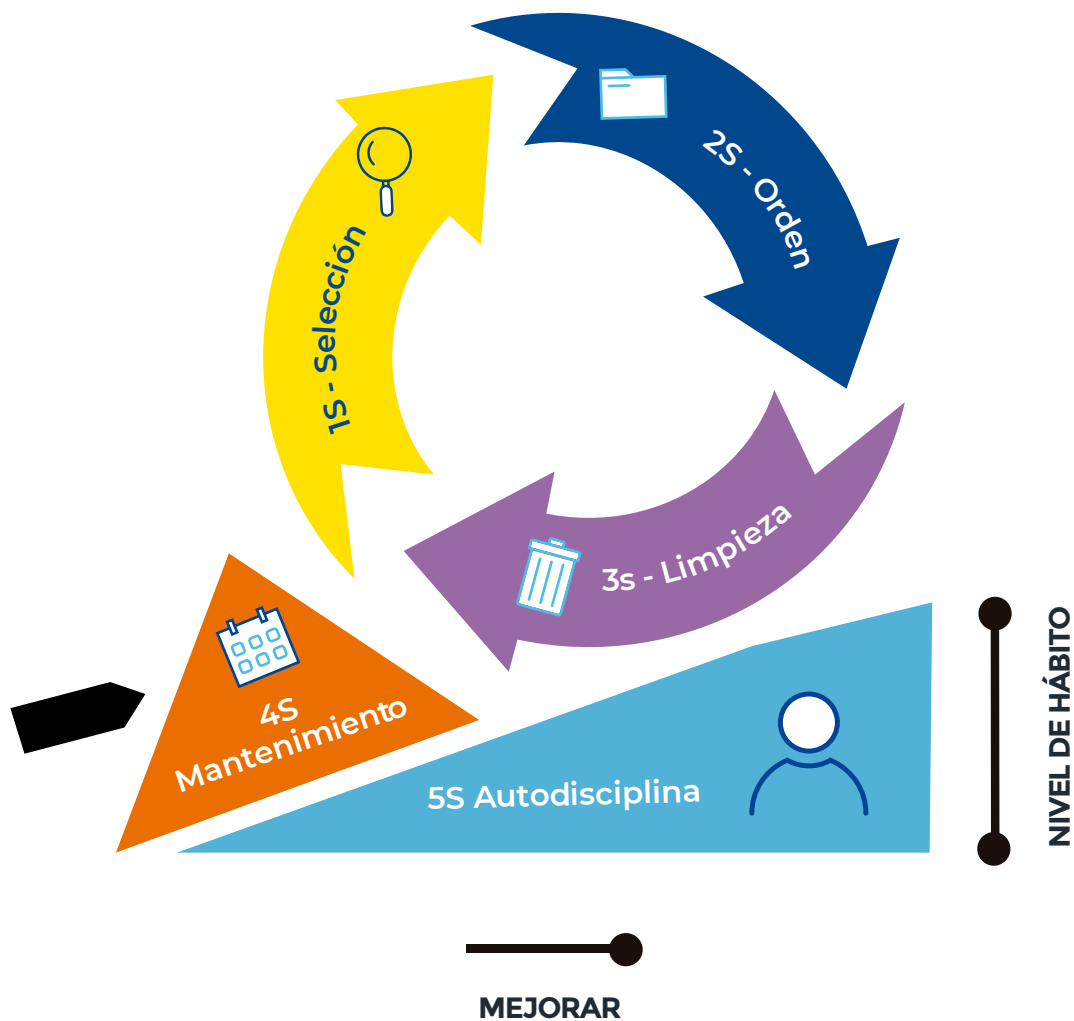 1S - Selección
2S - Orden
3s - Limpieza
4S
Mantenimiento
5S Autodisciplina
NIVEL DE HÁBITO
MEJORAR